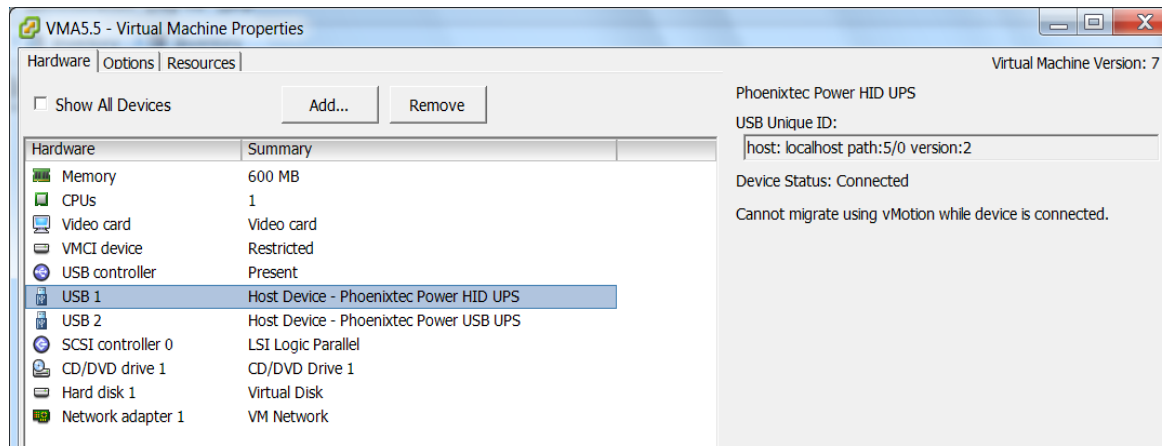 VMA5.5 - Virtual Machine Properties
Hardware Options Resources
Virtual Machine Version: 7
Show All Devices Add... Remove
Hardware Summary
Memory 600 MB
CPUs 1
Video card Video card
VMCI device Restricted
USB controller Present
USB 1 Host Device - Phoenixtec Power HID UPS
USB 2 Host Device - Phoenixtec Power USB UPS
SCSI controller 0 LSI Logic Parallel
CD/DVD drive 1 CD/DVD Drive 1
Hard disk 1 Virtual Disk
Network adapter 1 VM Network
Phoenixtec Power HID UPS
USB Unique ID:
host: localhost path:5/0 version:2
Device Status: Connected
Cannot migrate using vMotion while device is connected.